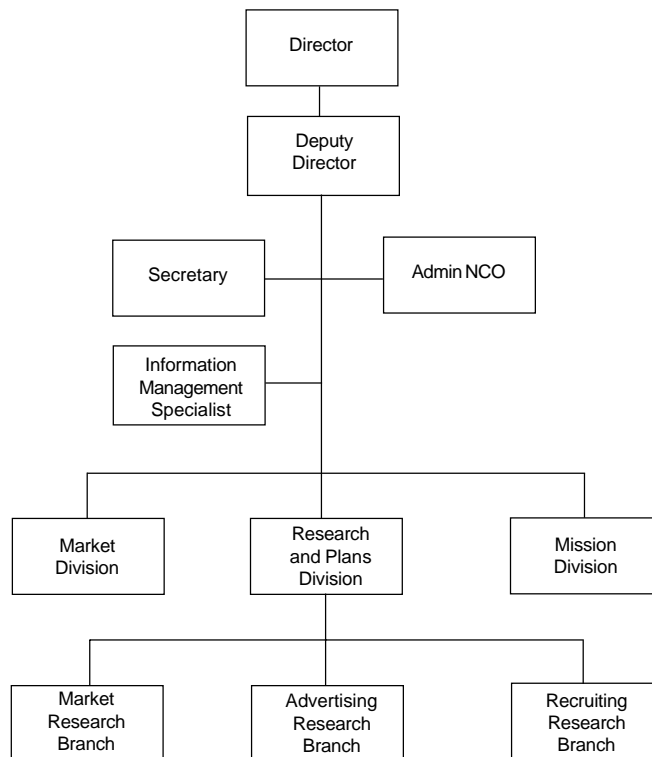 Director
Deputy
Director
Secretary
Admin NCO
Information
Management
Specialist
Market
Division
Research
and Plans
Division
Mission
Division
Market
Research
Branch
Advertising
Research
Branch
Recruiting
Research
Branch